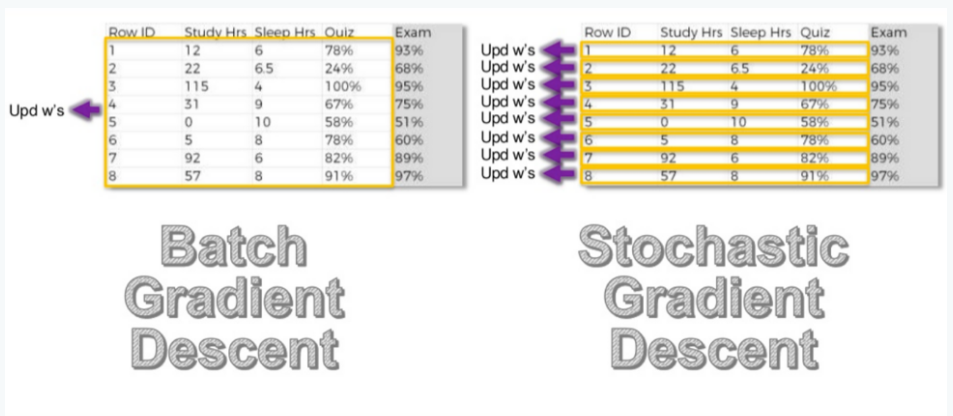 Row ID Study Hrs Sleep Hrs Quiz Exam
1 12 6 78% 93%
2 22 6.5 24% 68%
3 115 4 100% 95%
4 31 9 67% 75%
5 0 10 58% 51%
6 5 8 78% 60%
7 92 6 82% 89%
8 57 8 91% 97%
Upd w's
Batch
Gradient
Descent
Row ID Study Hrs Sleep Hrs Quiz Exam
Upd w's 1 12 6 78% 93%
Upd w's 2 22 6.5 24% 68%
Upd w's 3 115 4 100% 95%
Upd w's 4 31 9 67% 75%
Upd w's 5 0 10 58% 51%
Upd w's 6 5 8 78% 60%
Upd w's 7 92 6 82% 89%
Upd w's 8 57 8 91% 97%
Stochastic
Gradient
Descent